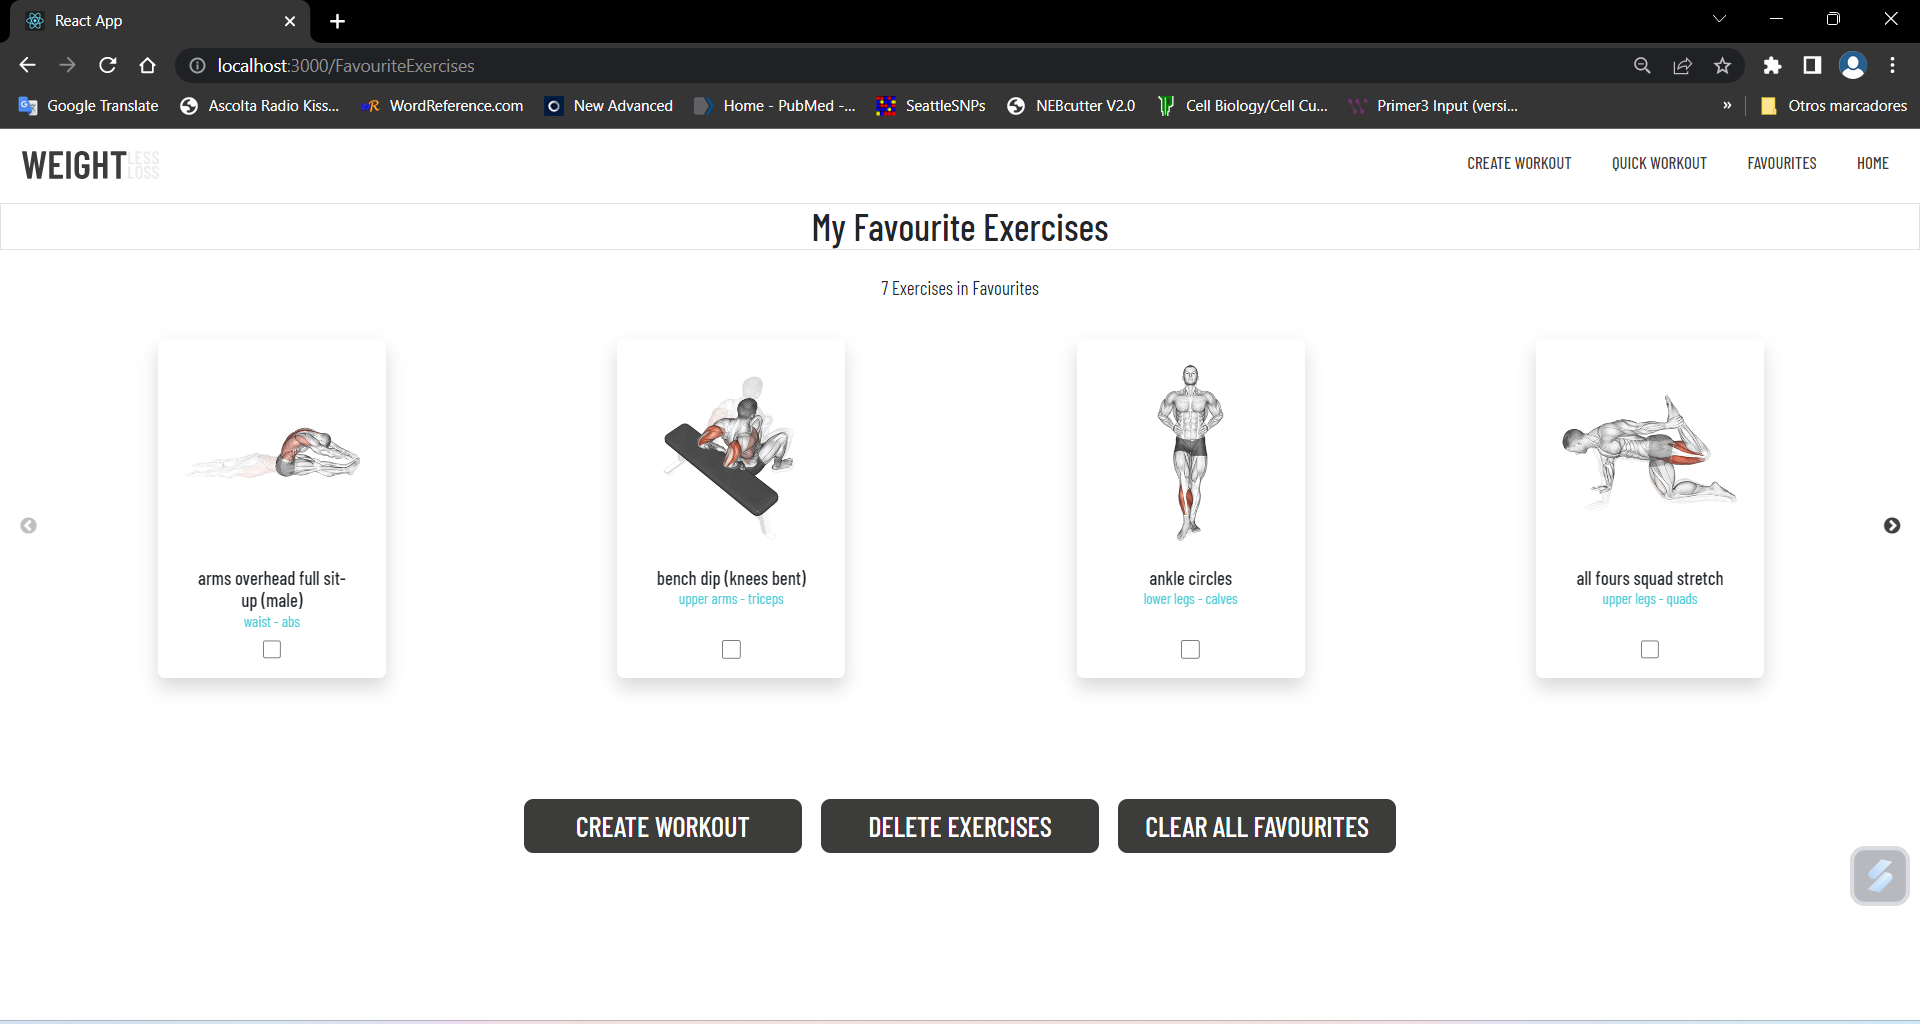 React App
localhost:3000/FavouriteExercises
Google Translate
Ascolta Radio Kiss...
WordReference.com
New Advanced
Home - PubMed -...
SeattleSNPs
NEBcutter V2.0
Cell Biology/Cell Cu...
Primer3 Input (versi...
»
Otros marcadores
WEIGHT LESS
LOSS
CREATE WORKOUT
QUICK WORKOUT
FAVOURITES
HOME
My Favourite Exercises
7 Exercises in Favourites
arms overhead full sit-
up (male)
waist - abs
bench dip (knees bent)
upper arms - triceps
ankle circles
lower legs - calves
all fours squad stretch
upper legs - quads
CREATE WORKOUT
DELETE EXERCISES
CLEAR ALL FAVOURITES